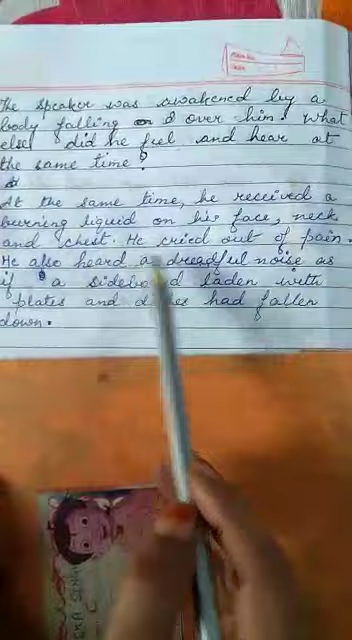 The speaker was awakened by a
body falling over him. What
else did he feel and hear at
the same time?
At the same time, he received a
burning liquid on his face, neck
and chest. He cried out of pain.
He also heard a dreadful noise as
if a sideboard laden with
plates and dishes had fallen
down.